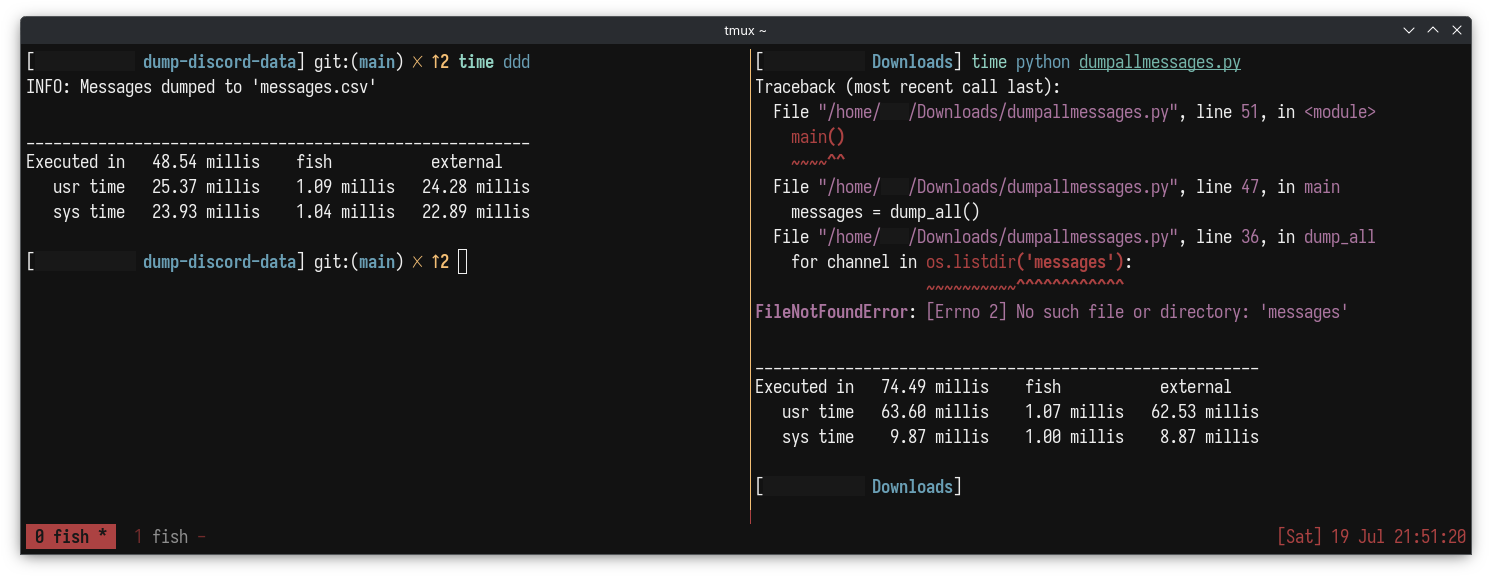 tmux ~
[ dump-discord-data] git:(main) ✕ ↑2 time ddd
INFO: Messages dumped to 'messages.csv'
________________________________________________________
Executed in   48.54 millis    fish           external
   usr time   25.37 millis    1.09 millis   24.28 millis
   sys time   23.93 millis    1.04 millis   22.89 millis
[ dump-discord-data] git:(main) ✕ ↑2
[ Downloads] time python dumpallmessages.py
Traceback (most recent call last):
  File "/home/ /Downloads/dumpallmessages.py", line 51, in <module>
    main()
    ~~~~^^
  File "/home/ /Downloads/dumpallmessages.py", line 47, in main
    messages = dump_all()
  File "/home/ /Downloads/dumpallmessages.py", line 36, in dump_all
    for channel in os.listdir('messages'):
                   ~~~~~~~~~~^^^^^^^^^^^^
FileNotFoundError: [Errno 2] No such file or directory: 'messages'
________________________________________________________
Executed in   74.49 millis    fish           external
   usr time   63.60 millis    1.07 millis   62.53 millis
   sys time    9.87 millis    1.00 millis    8.87 millis
[ Downloads]
0 fish *  1 fish -
[Sat] 19 Jul 21:51:20